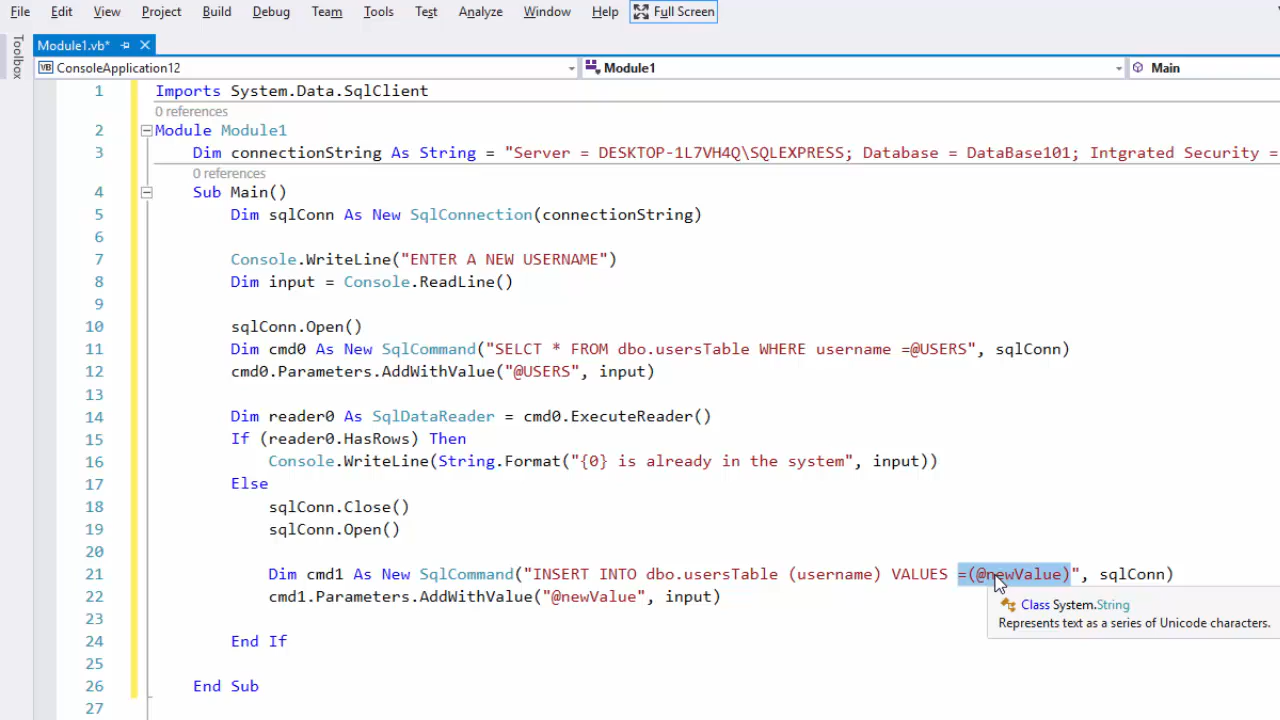 File Edit View Project Build Debug Team Tools Test Analyze Window Help Full Screen
Toolbox
Module1.vb*
VB ConsoleApplication12 Module1 Main
1 Imports System.Data.SqlClient
0 references
2 Module Module1
3 Dim connectionString As String = "Server = DESKTOP-1L7VH4Q\SQLEXPRESS; Database = DataBase101; Intgrated Security =
0 references
4 Sub Main()
5 Dim sqlConn As New SqlConnection(connectionString)
6
7 Console.WriteLine("ENTER A NEW USERNAME")
8 Dim input = Console.ReadLine()
9
10 sqlConn.Open()
11 Dim cmd0 As New SqlCommand("SELCT * FROM dbo.usersTable WHERE username =@USERS", sqlConn)
12 cmd0.Parameters.AddWithValue("@USERS", input)
13
14 Dim reader0 As SqlDataReader = cmd0.ExecuteReader()
15 If (reader0.HasRows) Then
16 Console.WriteLine(String.Format("{0} is already in the system", input))
17 Else
18 sqlConn.Close()
19 sqlConn.Open()
20
21 Dim cmd1 As New SqlCommand("INSERT INTO dbo.usersTable (username) VALUES =(@newValue)", sqlConn)
22 cmd1.Parameters.AddWithValue("@newValue", input)
Class System.String
Represents text as a series of Unicode characters.
23
24 End If
25
26 End Sub
27